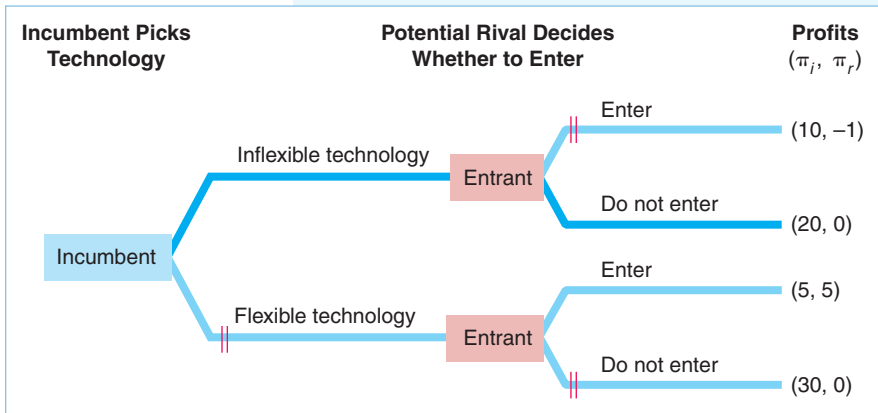 Incumbent Picks
Technology
Potential Rival Decides
Whether to Enter
Profits
(πi, πr)
Enter
(10, –1)
Inflexible technology
Entrant
Do not enter
(20, 0)
Incumbent
Enter
(5, 5)
Flexible technology
Entrant
Do not enter
(30, 0)